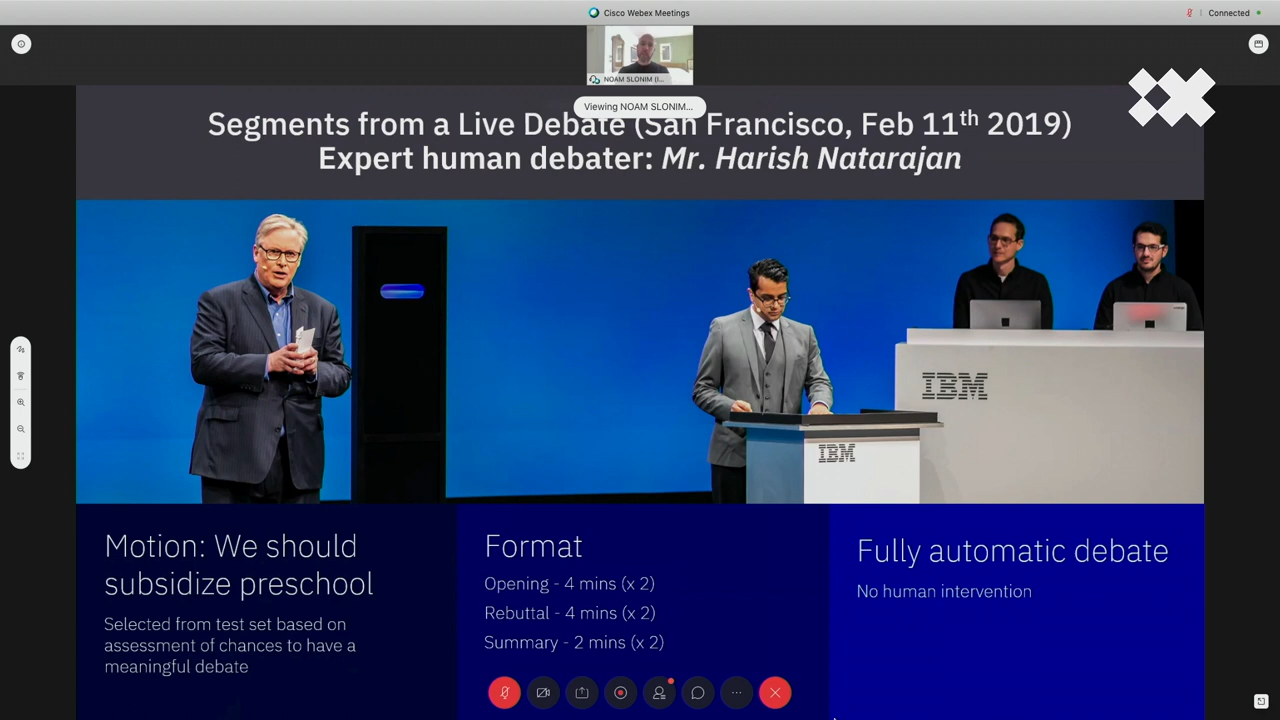 Cisco Webex Meetings
Connected
NOAM SLONIM (I...
Viewing NOAM SLONIM...
Segments from a Live Debate (San Francisco, Feb 11th 2019)
Expert human debater: Mr. Harish Natarajan
IBM
IBM
Motion: We should
subsidize preschool
Selected from test set based on
assessment of chances to have a
meaningful debate
Format
Opening - 4 mins (x 2)
Rebuttal - 4 mins (x 2)
Summary - 2 mins (x 2)
Fully automatic debate
No human intervention